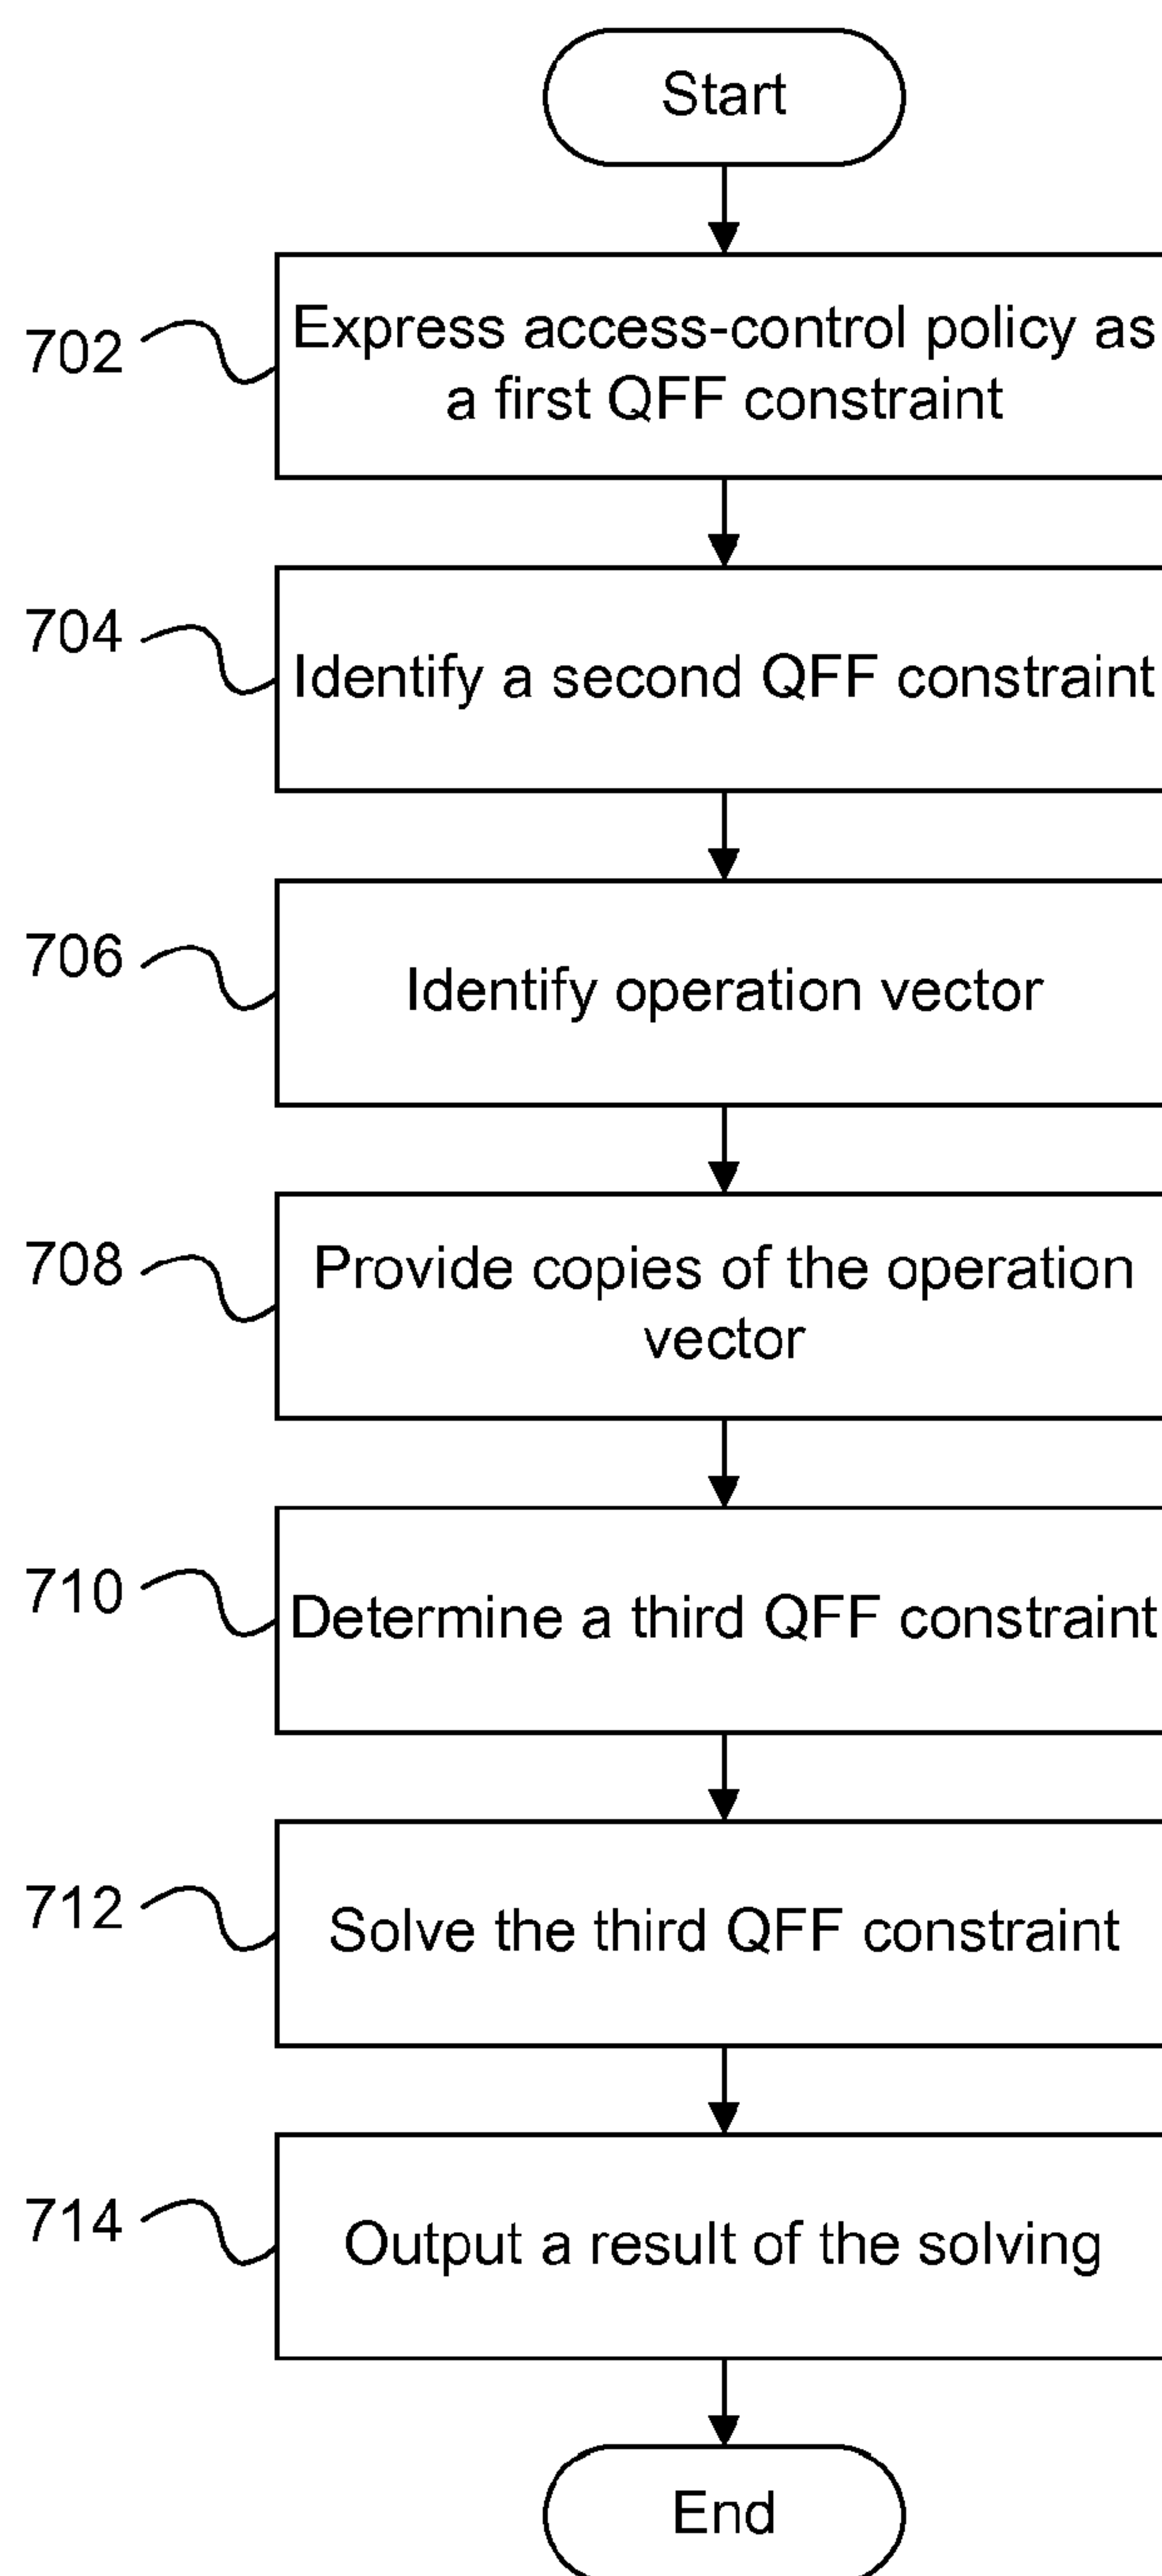 Start
702
Express access-control policy as
a first QFF constraint
704
Identify a second QFF constraint
706
Identify operation vector
708
Provide copies of the operation
vector
710
Determine a third QFF constraint
712
Solve the third QFF constraint
714
Output a result of the solving
End